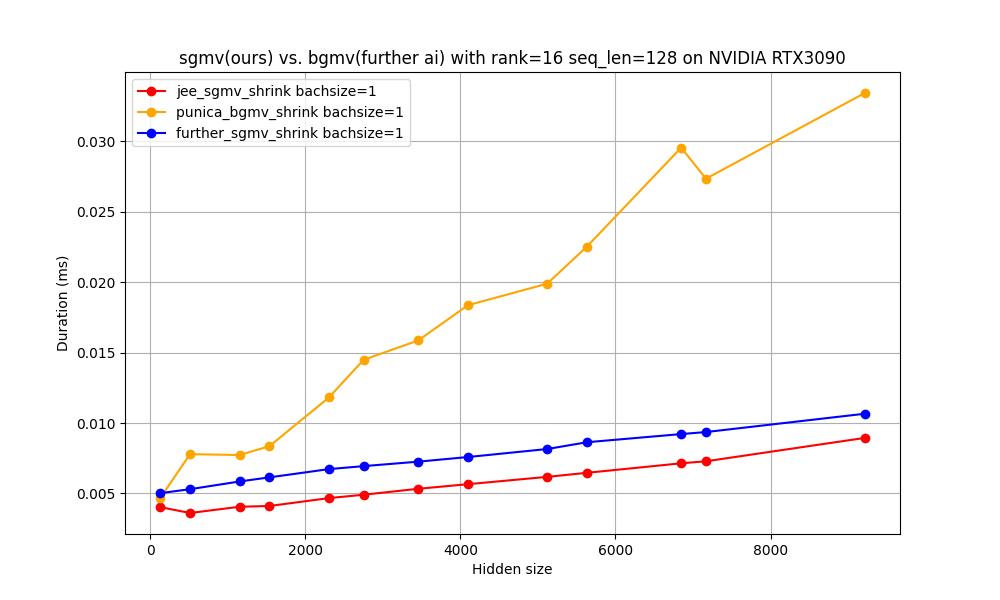 sgmv(ours) vs. bgmv(further ai) with rank=16 seq_len=128 on NVIDIA RTX3090
jee_sgmv_shrink bachsize=1
punica_bgmv_shrink bachsize=1
further_sgmv_shrink bachsize=1
Duration (ms)
0.030
0.025
0.020
0.015
0.010
0.005
0 2000 4000 6000 8000
Hidden size